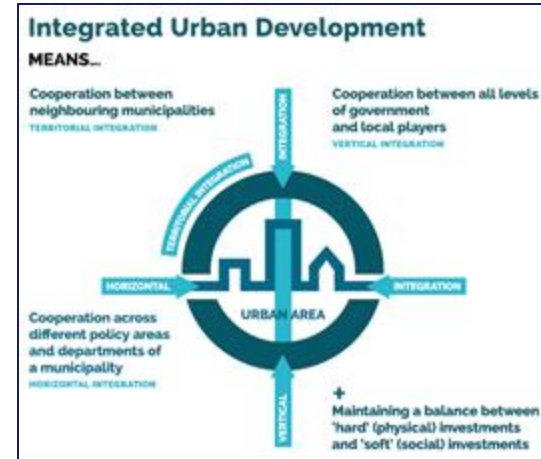 Integrated Urban Development
MEANS...
Cooperation between
neighbouring municipalities
TERRITORIAL INTEGRATION
Cooperation between all levels
of government
and local players
VERTICAL INTEGRATION
INTEGRATION
TERRITORIAL INTEGRATION
HORIZONTAL
INTEGRATION
URBAN AREA
Cooperation across
different policy areas
and departments of
a municipality
HORIZONTAL INTEGRATION
VERTICAL
+
Maintaining a balance between
'hard' (physical) investments
and 'soft' (social) investments